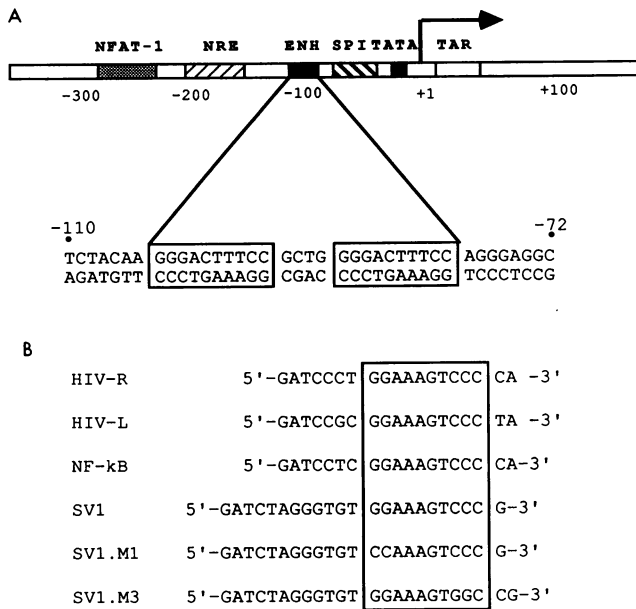 A
NFAT-1 NRE ENH SPI TATA TAR
-300 -200 -100 +1 +100
-110 -72
TCTACAA GGGACTTTCC GCTG GGGACTTTCC AGGGAGGC
AGATGTT CCCTGAAAGG CGAC CCCTGAAAGG TCCCTCCG
B
HIV-R 5'-GATCCCT GGAAAGTCCC CA -3'
HIV-L 5'-GATCCGC GGAAAGTCCC TA -3'
NF-kB 5'-GATCCTC GGAAAGTCCC CA-3'
SV1 5'-GATCTAGGGTGT GGAAAGTCCC G-3'
SV1.M1 5'-GATCTAGGGTGT CCAAAGTCCC G-3'
SV1.M3 5'-GATCTAGGGTGT GGAAAGTGGC CG-3'